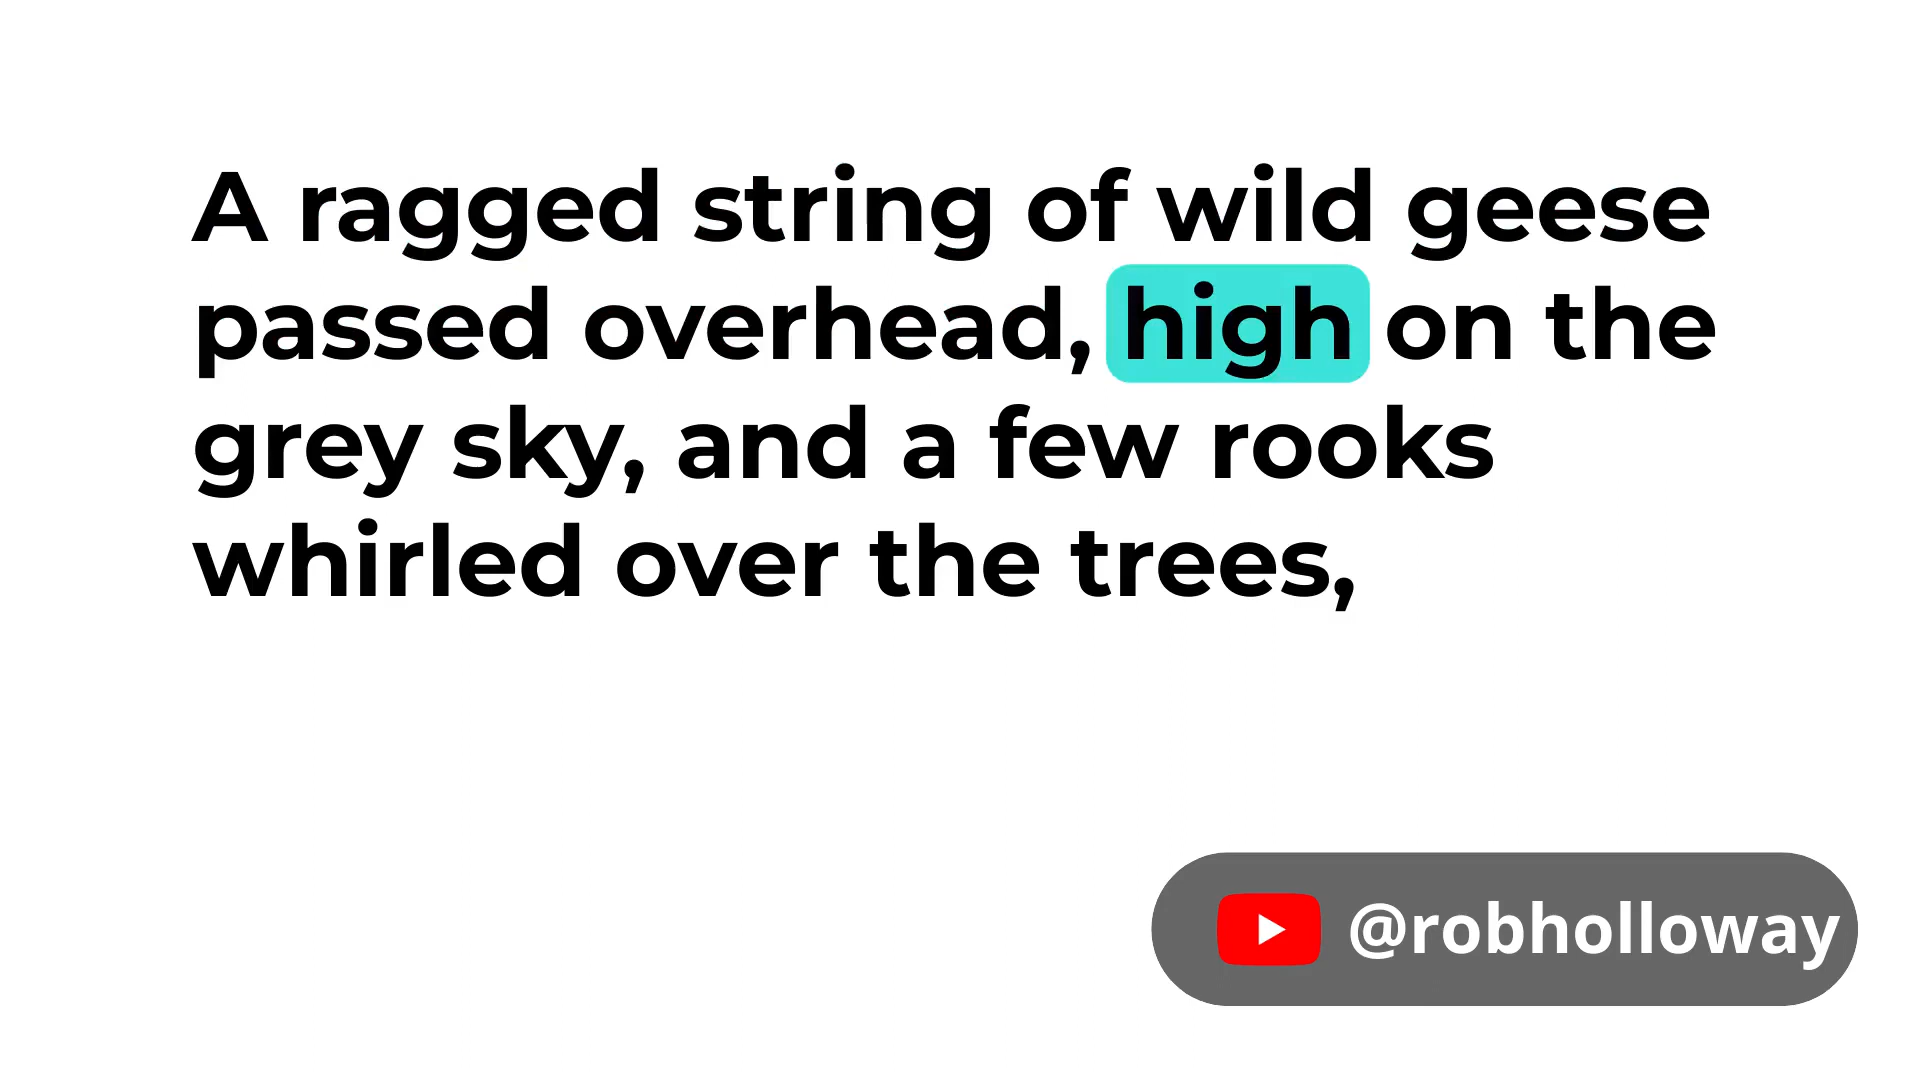 A ragged string of wild geese
passed overhead, high on the
grey sky, and a few rooks
whirled over the trees,
@robholloway